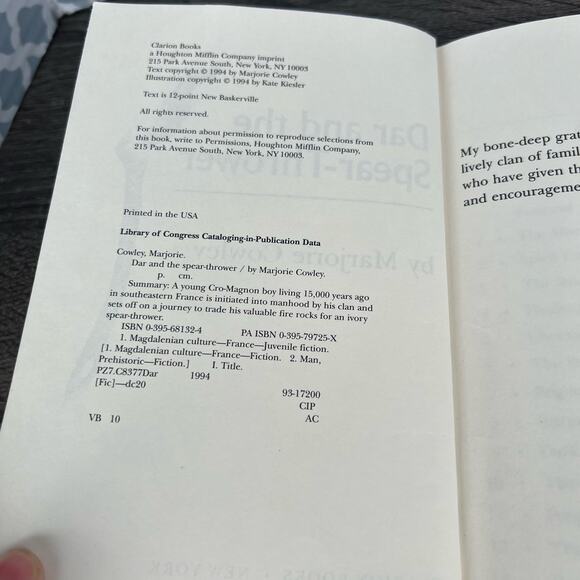 Clarion Books
a Houghton Mifflin Company imprint
215 Park Avenue South, New York, NY 10003
Text copyright © 1994 by Marjorie Cowley
Illustration copyright © 1994 by Kate Kiesler
Text is 12-point New Baskerville
All rights reserved.
For information about permission to reproduce selections from
this book, write to Permissions, Houghton Mifflin Company,
215 Park Avenue South, New York, NY 10003.
Printed in the USA
Library of Congress Cataloging-in-Publication Data
Cowley, Marjorie.
Dar and the spear-thrower / by Marjorie Cowley.
p. cm.
Summary: A young Cro-Magnon boy living 15,000 years ago
in southeastern France is initiated into manhood by his clan and
sets off on a journey to trade his valuable fire rocks for an ivory
spear-thrower.
ISBN 0-395-68132-4 PA ISBN 0-395-79725-X
1. Magdalenian culture—France—Juvenile fiction.
[1. Magdalenian culture—France—Fiction. 2. Man,
Prehistoric—Fiction.] I. Title.
PZ7.C8377Dar 1994
[Fic]—dc20 93-17200
CIP
VB 10 AC
My bone-deep grat
lively clan of famil
who have given th
and encourageme